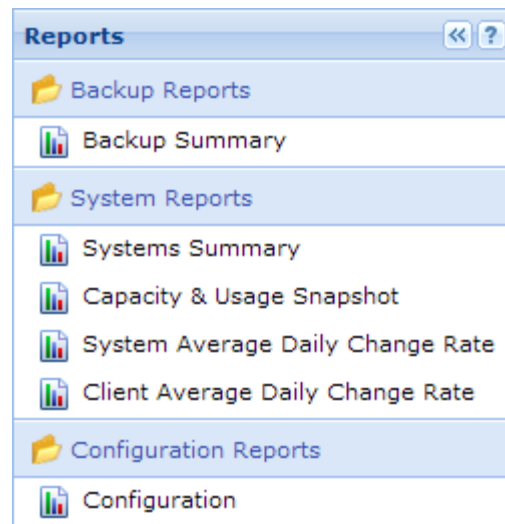 Reports « ?
Backup Reports
Backup Summary
System Reports
Systems Summary
Capacity & Usage Snapshot
System Average Daily Change Rate
Client Average Daily Change Rate
Configuration Reports
Configuration